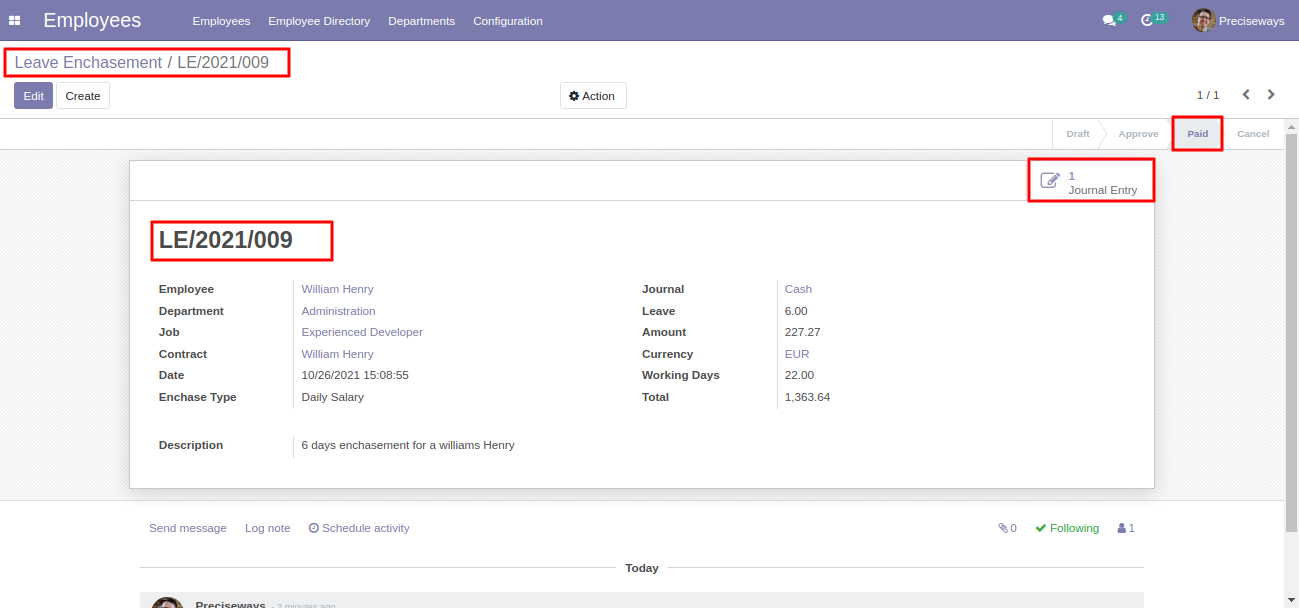 Employees Employees Employee Directory Departments Configuration 4 13 Preciseways
Leave Enchasement / LE/2021/009
Edit Create Action 1 / 1
Draft Approve Paid Cancel
1
Journal Entry
LE/2021/009
Employee William Henry Journal Cash
Department Administration Leave 6.00
Job Experienced Developer Amount 227.27
Contract William Henry Currency EUR
Date 10/26/2021 15:08:55 Working Days 22.00
Enchase Type Daily Salary Total 1,363.64
Description 6 days enchasement for a williams Henry
Send message Log note Schedule activity 0 Following 1
Today
Preciseways - 2 minutes ago